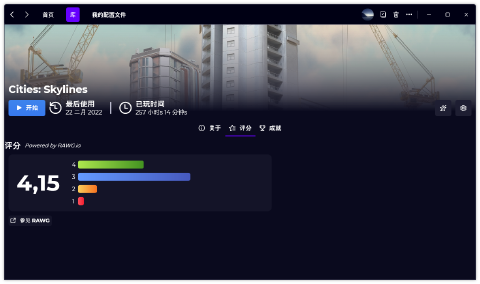 首页 库 我的配置文件
Cities: Skylines
开始 最后使用 已玩时间
22 二月 2022 257 小时s 14 分钟s
关于 评分 成就
评分 Powered by RAWG.io
4,15
4
3
2
1
看见 RAWG